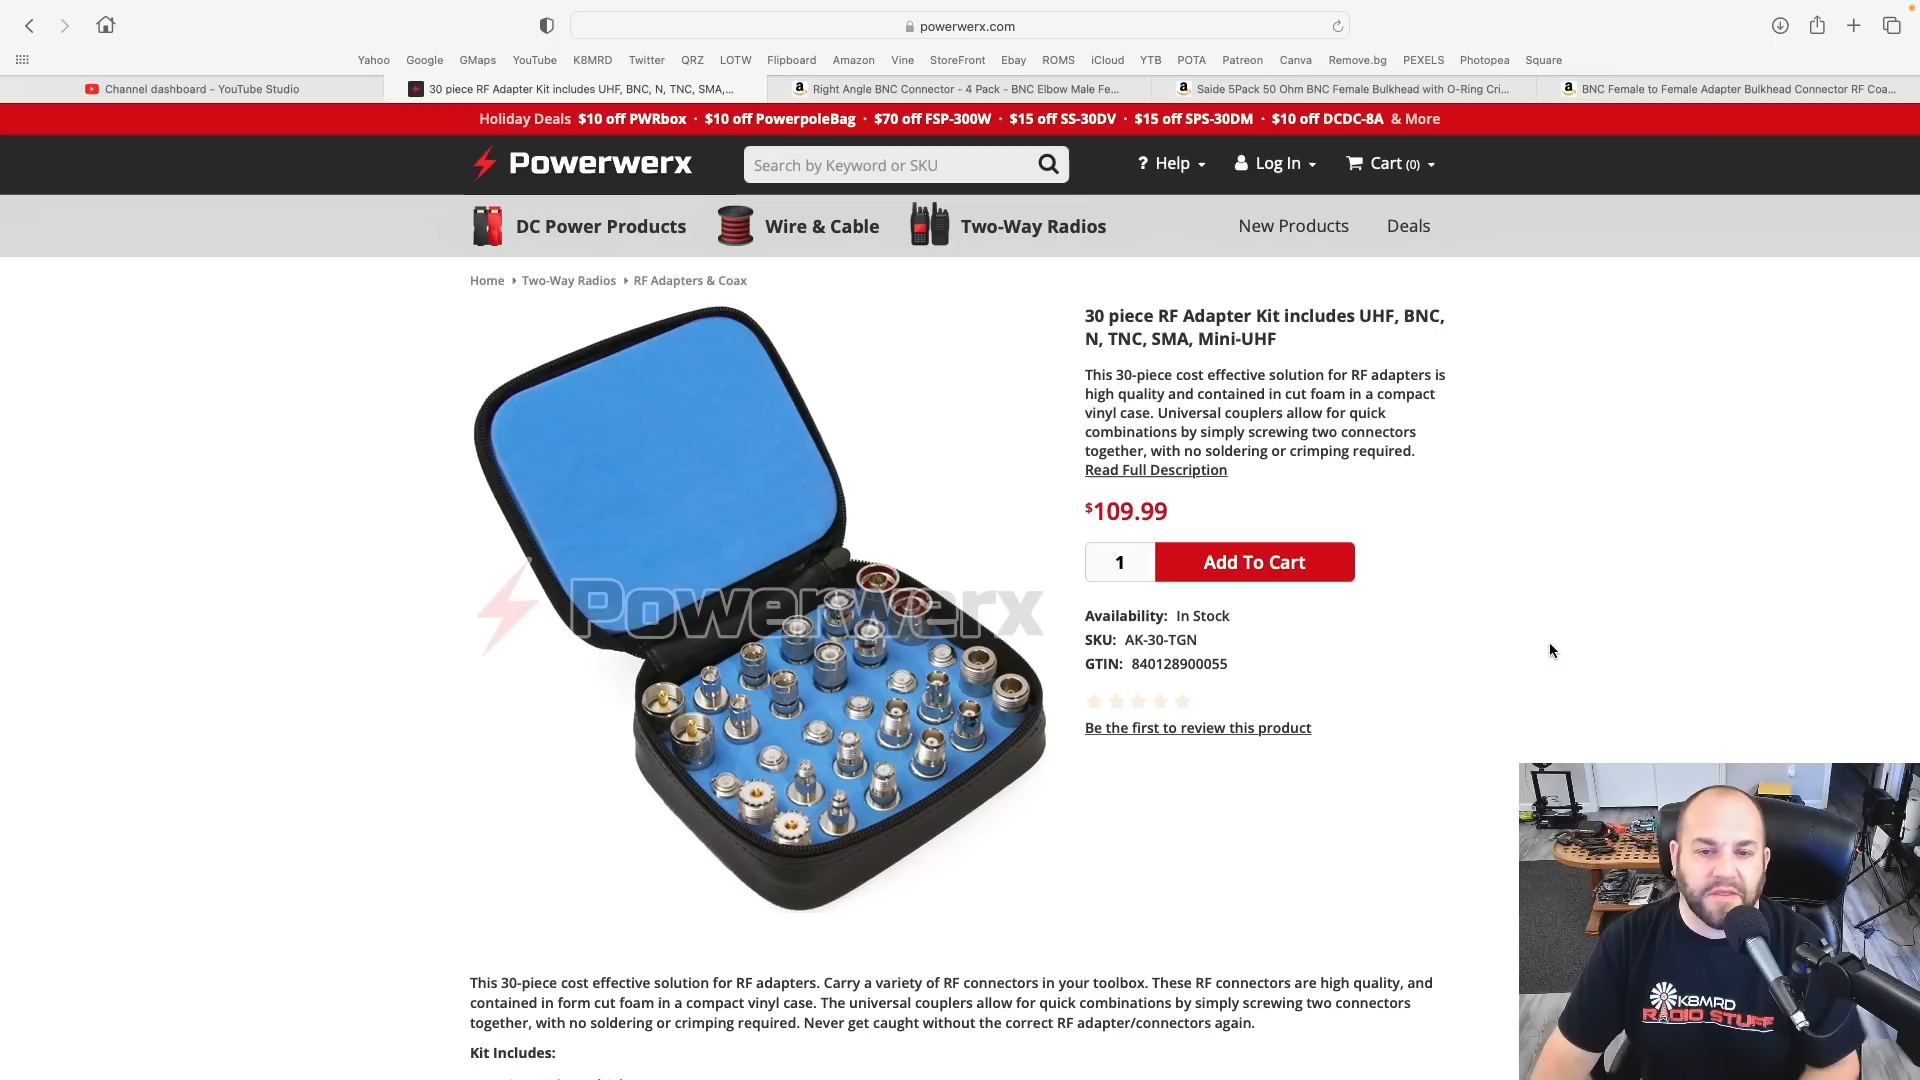 powerwerx.com
Yahoo Google GMaps YouTube K8MRD Twitter QRZ LOTW Flipboard Amazon Vine StoreFront Ebay ROMS iCloud YTB POTA Patreon Canva Remove.bg PEXELS Photopea Square
Channel dashboard - YouTube Studio
30 piece RF Adapter Kit includes UHF, BNC, N, TNC, SMA,...
Right Angle BNC Connector - 4 Pack - BNC Elbow Male Fe...
Saide 5Pack 50 Ohm BNC Female Bulkhead with O-Ring Cri...
BNC Female to Female Adapter Bulkhead Connector RF Coa...
Holiday Deals $10 off PWRbox · $10 off PowerpoleBag · $70 off FSP-300W · $15 off SS-30DV · $15 off SPS-30DM · $10 off DCDC-8A & More
Powerwerx
Search by Keyword or SKU
? Help
Log In
Cart (0)
DC Power Products
Wire & Cable
Two-Way Radios
New Products
Deals
Home
Two-Way Radios
RF Adapters & Coax
30 piece RF Adapter Kit includes UHF, BNC,
N, TNC, SMA, Mini-UHF
This 30-piece cost effective solution for RF adapters is
high quality and contained in cut foam in a compact
vinyl case. Universal couplers allow for quick
combinations by simply screwing two connectors
together, with no soldering or crimping required.
Read Full Description
$109.99
1
Add To Cart
Powerwerx
Availability: In Stock
SKU: AK-30-TGN
GTIN: 840128900055
Be the first to review this product
K8MRD
RADIO STUFF
This 30-piece cost effective solution for RF adapters. Carry a variety of RF connectors in your toolbox. These RF connectors are high quality, and
contained in form cut foam in a compact vinyl case. The universal couplers allow for quick combinations by simply screwing two connectors
together, with no soldering or crimping required. Never get caught without the correct RF adapter/connectors again.
Kit Includes: